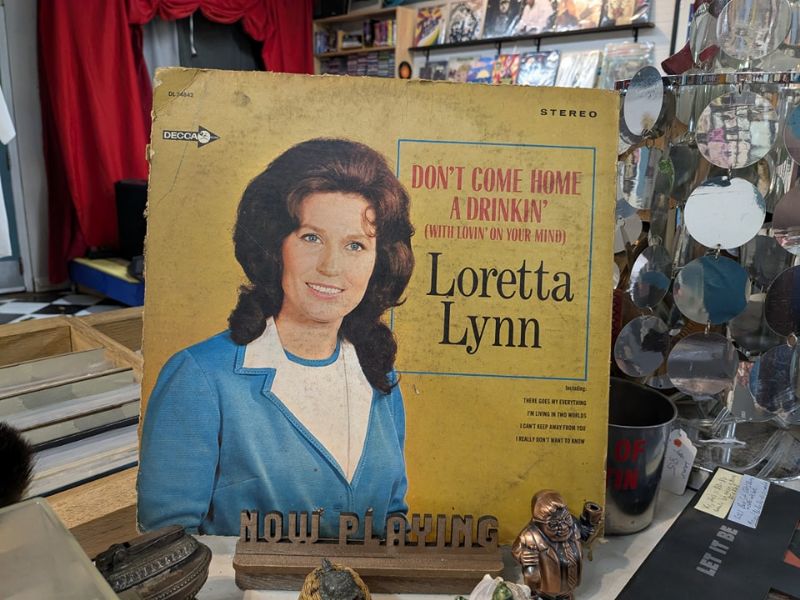 DL 74842
STEREO
DECCA
DON'T COME HOME
A DRINKIN'
(WITH LOVIN' ON YOUR MIND)
Loretta
Lynn
Including:
THERE GOES MY EVERYTHING
I'M LIVING IN TWO WORLDS
I CAN'T KEEP AWAY FROM YOU
I REALLY DON'T WANT TO KNOW
NOW PLAYING
OF
TIN
LET IT BE